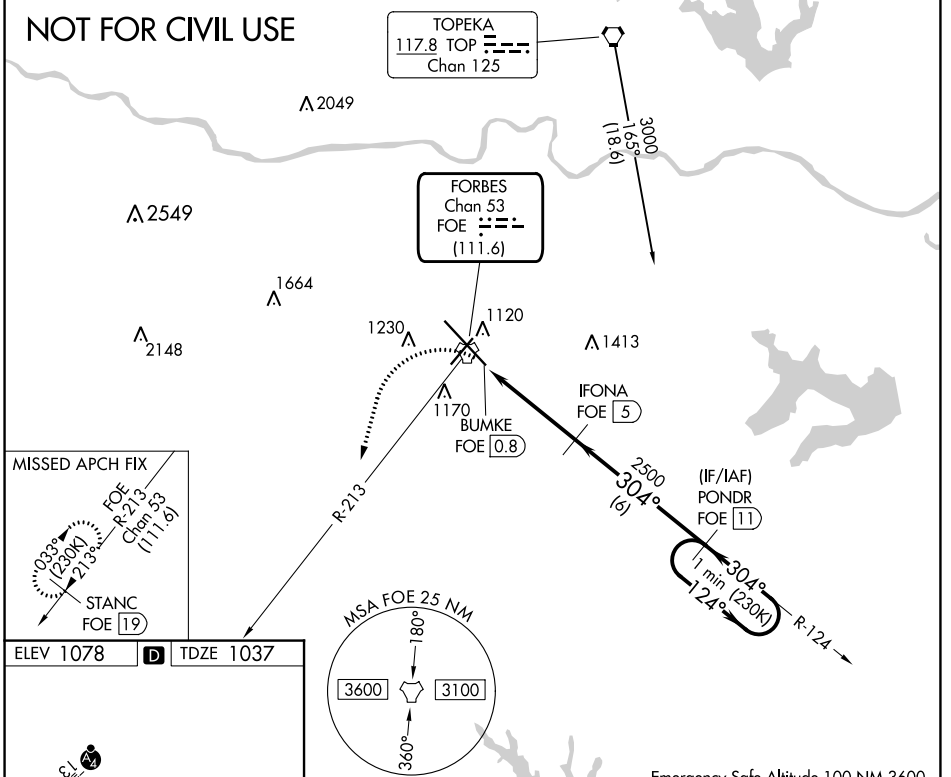 NOT FOR CIVIL USE
TOPEKA
117.8 TOP
Chan 125
2049
3000
165°
(18.6)
FORBES
Chan 53
FOE
(111.6)
2549
1664
2148
1230
1120
1413
1170
BUMKE
FOE 0.8
IFONA
FOE 5
2500
304°
(6)
(IF/IAF)
PONDR
FOE 11
304°
1 min (230K)
124°
R-124
R-213
MISSED APCH FIX
FOE
R-213
Chan 53
(111.6)
033°
(230K)
213°
STANC
FOE 19
MSA FOE 25 NM
180°
3600
3100
360°
ELEV 1078
D
TDZE 1037
A4
Emergency Safe Altitude 100 NM 3600